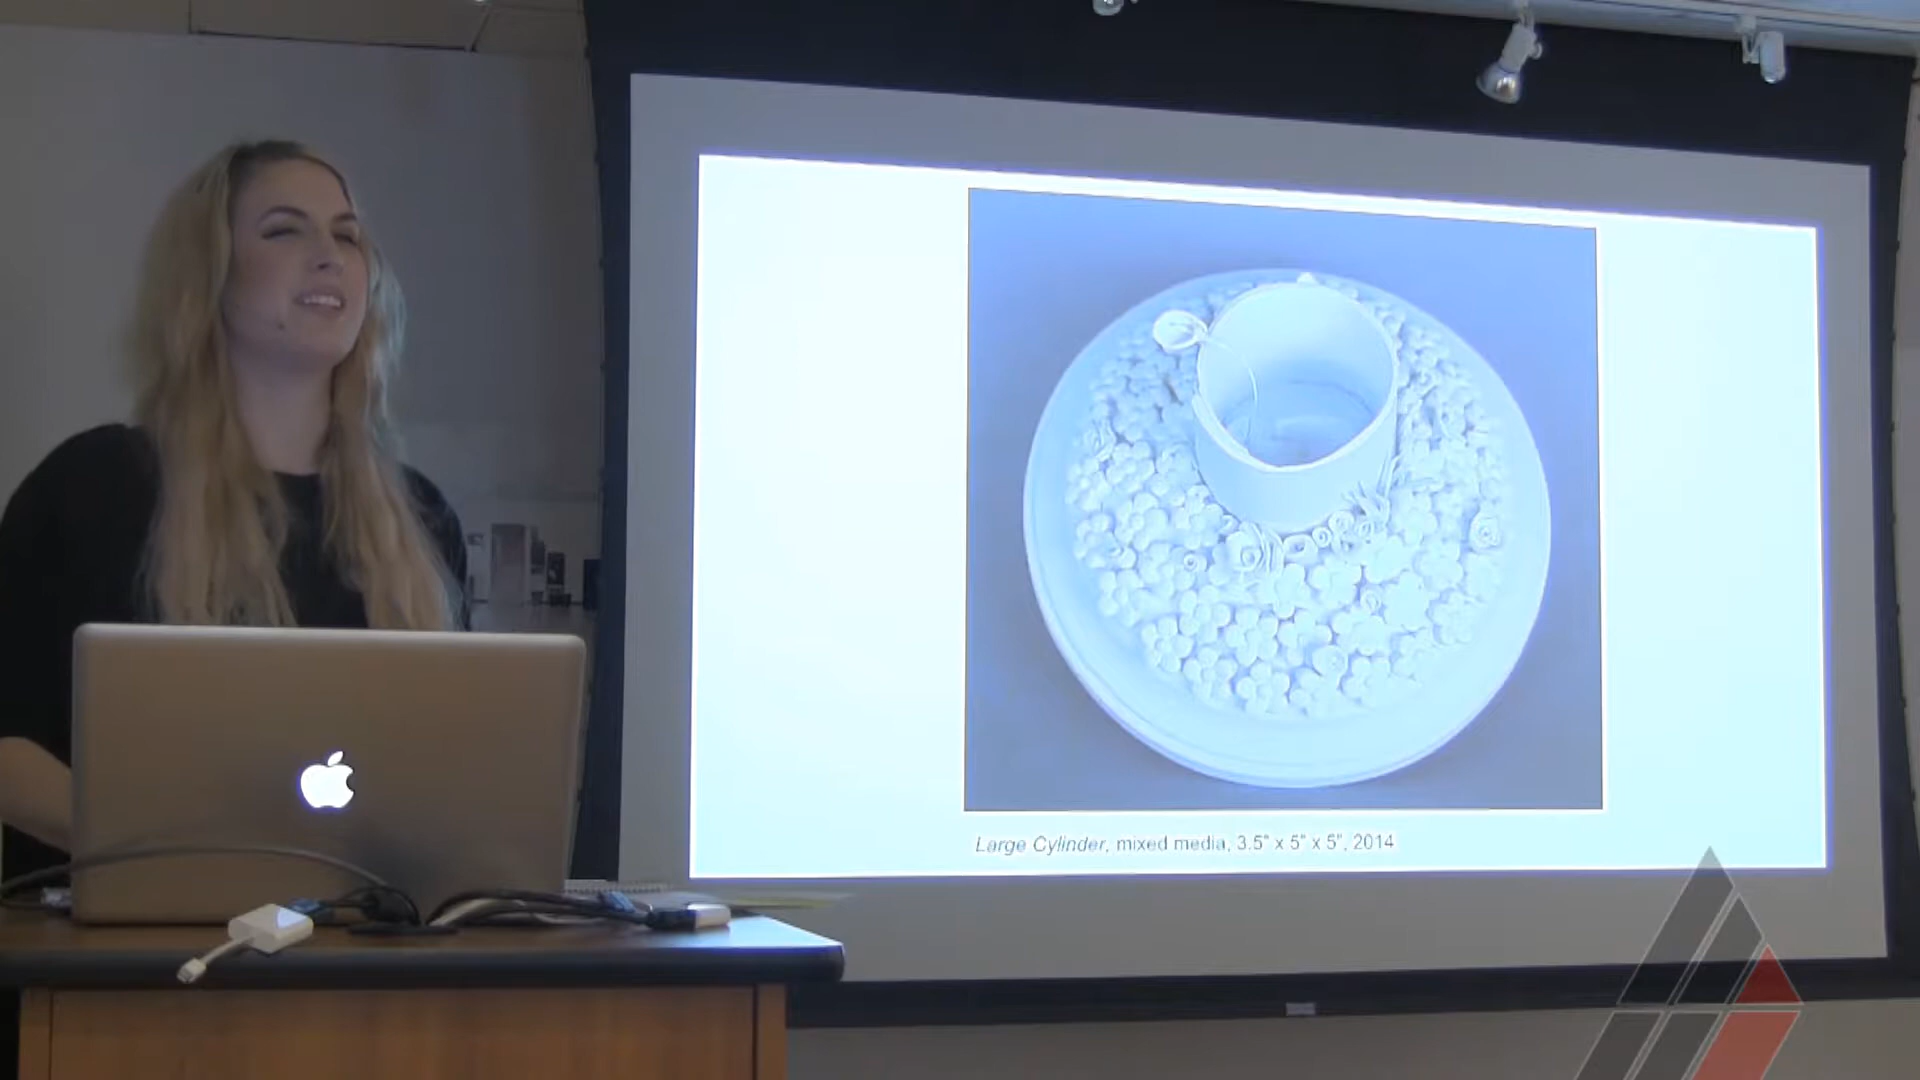 Large Cylinder, mixed media, 3.5" x 5" x 5", 2014